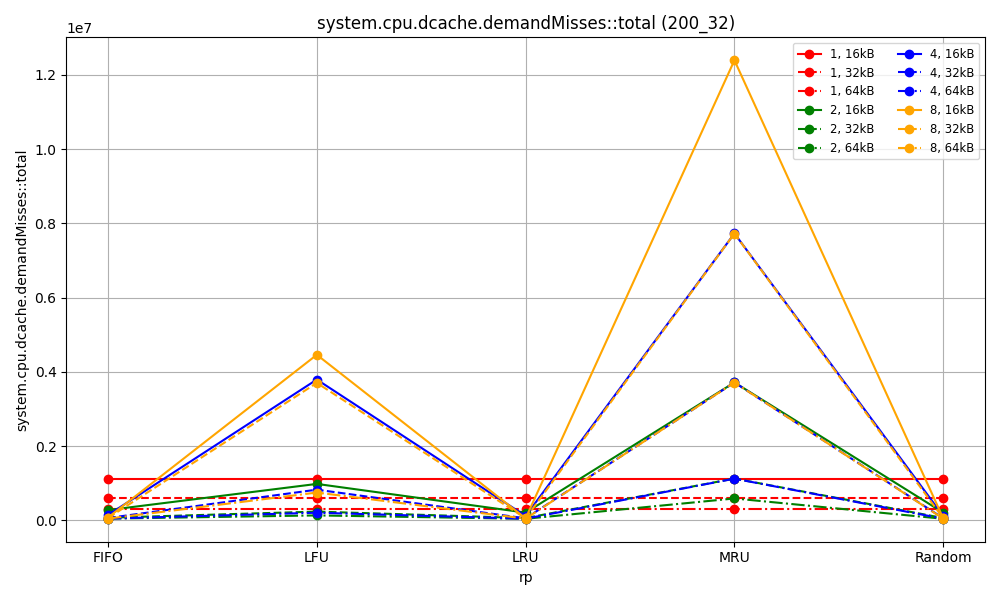 system.cpu.dcache.demandMisses::total (200_32)
1e7
system.cpu.dcache.demandMisses::total
1.2
1.0
0.8
0.6
0.4
0.2
0.0
1, 16kB
1, 32kB
1, 64kB
2, 16kB
2, 32kB
2, 64kB
4, 16kB
4, 32kB
4, 64kB
8, 16kB
8, 32kB
8, 64kB
FIFO
LFU
LRU
MRU
Random
rp